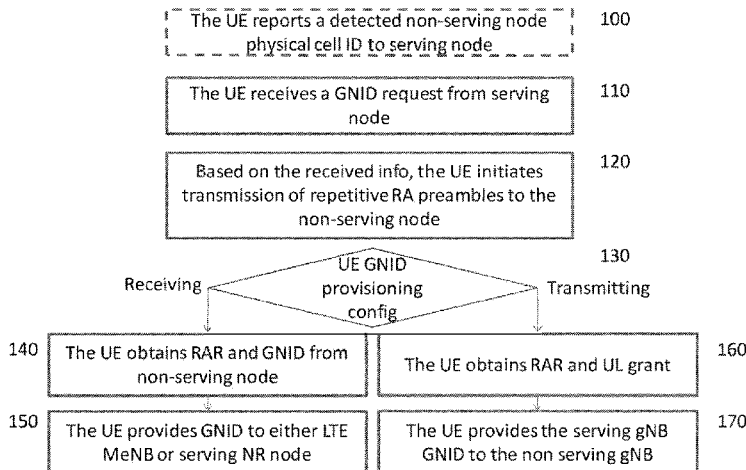 The UE reports a detected non-serving node
physical cell ID to serving node
100
The UE receives a GNID request from serving
node
110
Based on the received info, the UE initiates
transmission of repetitive RA preambles to the
non-serving node
120
130
UE GNID
provisioning
config
Receiving
Transmitting
140
The UE obtains RAR and GNID from
non-serving node
The UE obtains RAR and UL grant
160
150
The UE provides GNID to either LTE
MeNB or serving NR node
The UE provides the serving gNB
GNID to the non serving gNB
170